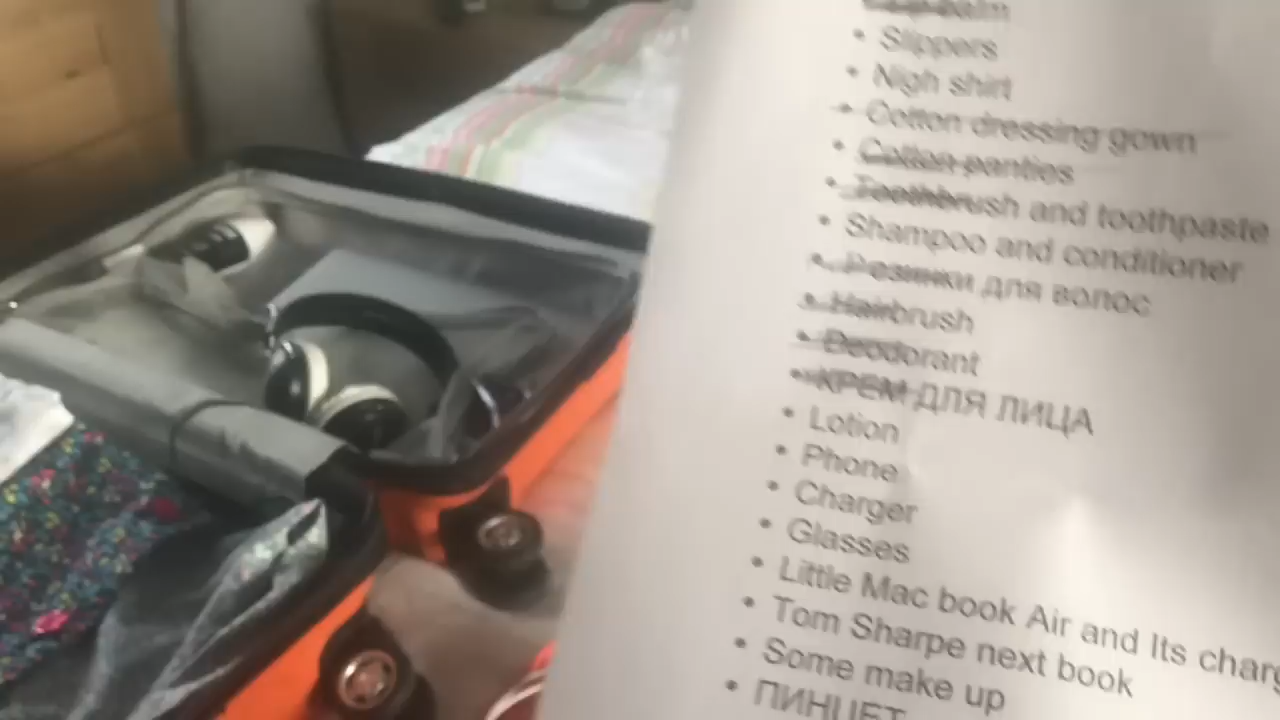 balm
• Slippers
• Nigh shirt
• Cotton dressing gown
• Cotton panties
• Toothbrush and toothpaste
• Shampoo and conditioner
• Резинки для волос
• Hairbrush
• Deodorant
• КРЕМ ДЛЯ ЛИЦА
• Lotion
• Phone
• Charger
• Glasses
• Little Mac book Air and Its charg
• Tom Sharpe next book
• Some make up
• ПИНЦЕТ